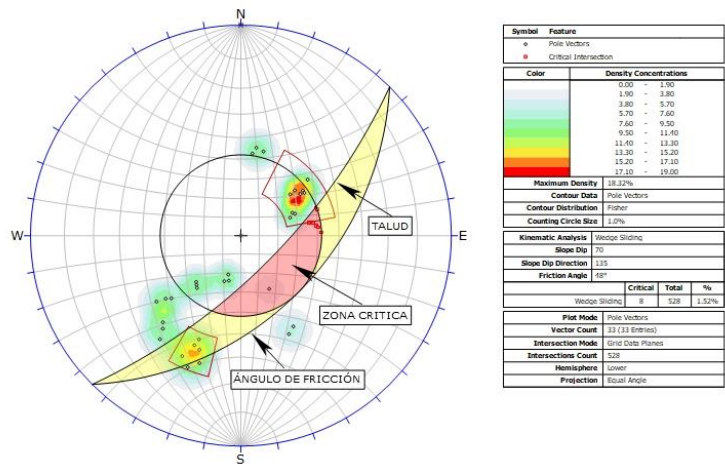 N
W
E
S
TALUD
ZONA CRITICA
ÁNGULO DE FRICCIÓN
Symbol Feature
Pole Vectors
Critical Intersection
Color Density Concentrations
0.00 - 1.90
1.90 - 3.80
3.80 - 5.70
5.70 - 7.60
7.60 - 9.50
9.50 - 11.40
11.40 - 13.30
13.30 - 15.20
15.20 - 17.10
17.10 - 19.00
Maximum Density 18.32%
Contour Data Pole Vectors
Contour Distribution Fisher
Counting Circle Size 1.0%
Kinematic Analysis Wedge Sliding
Slope Dip 70
Slope Dip Direction 135
Friction Angle 48°
Critical Total %
Wedge Sliding 8 528 1.52%
Plot Mode Pole Vectors
Vector Count 33 (33 Entries)
Intersection Mode Grid Data Planes
Intersections Count 528
Hemisphere Lower
Projection Equal Angle